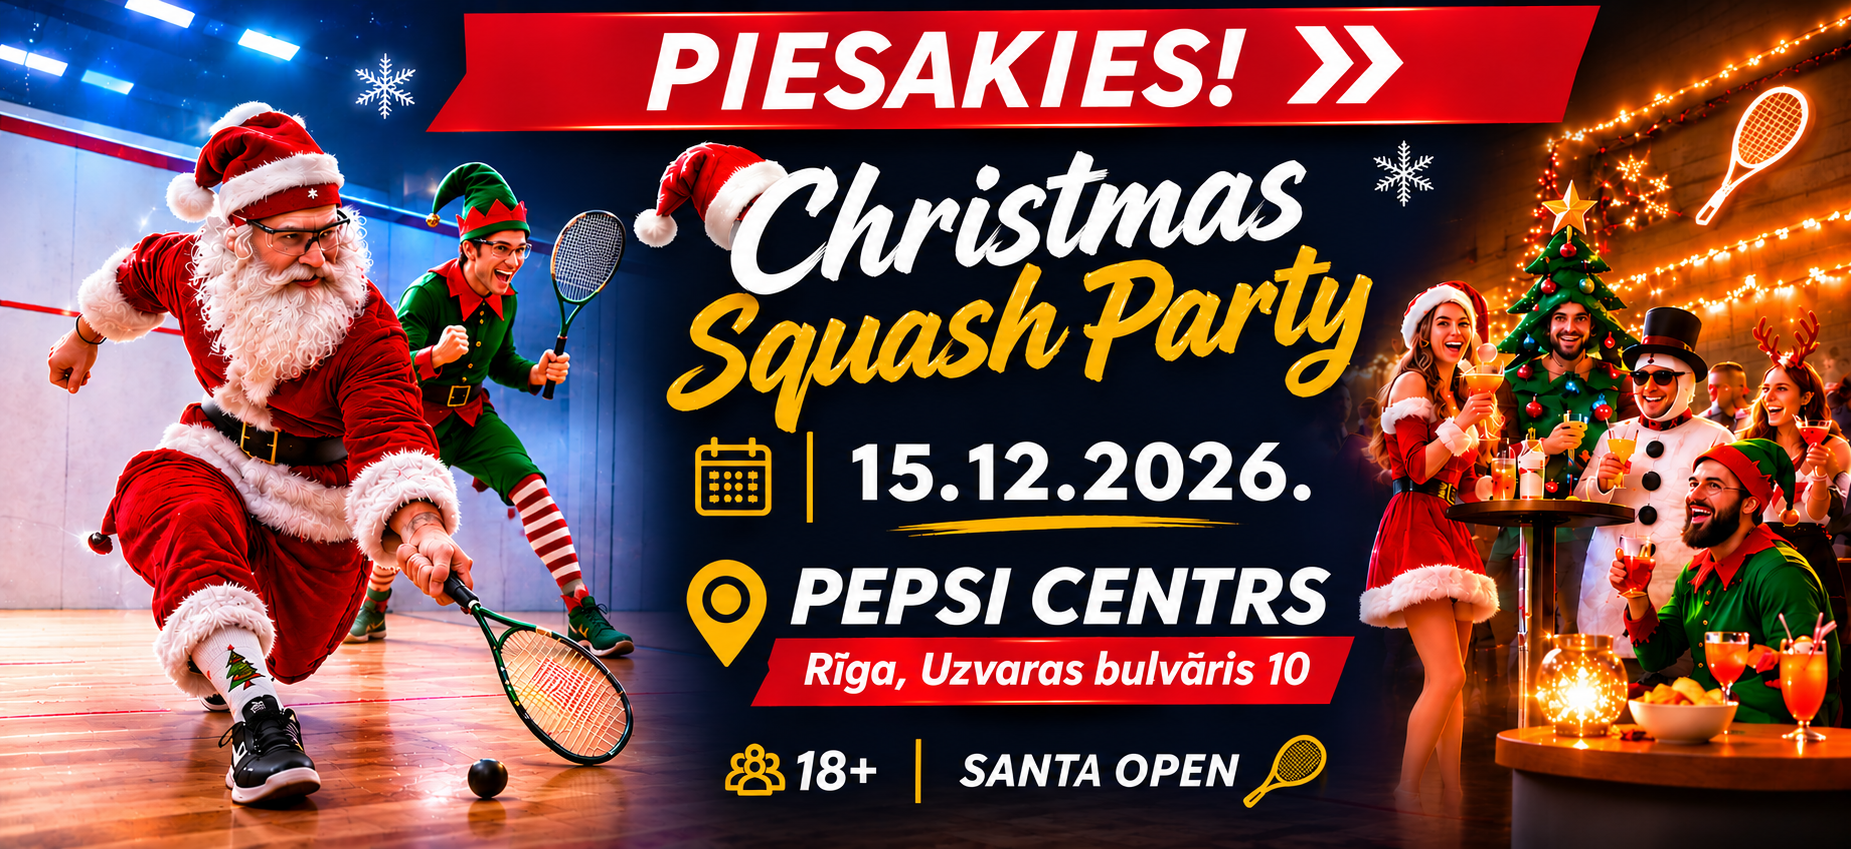 PIESAKIES!
Christmas
Squash Party
15.12.2026.
PEPSI CENTRS
Rīga, Uzvaras bulvāris 10
18+
SANTA OPEN